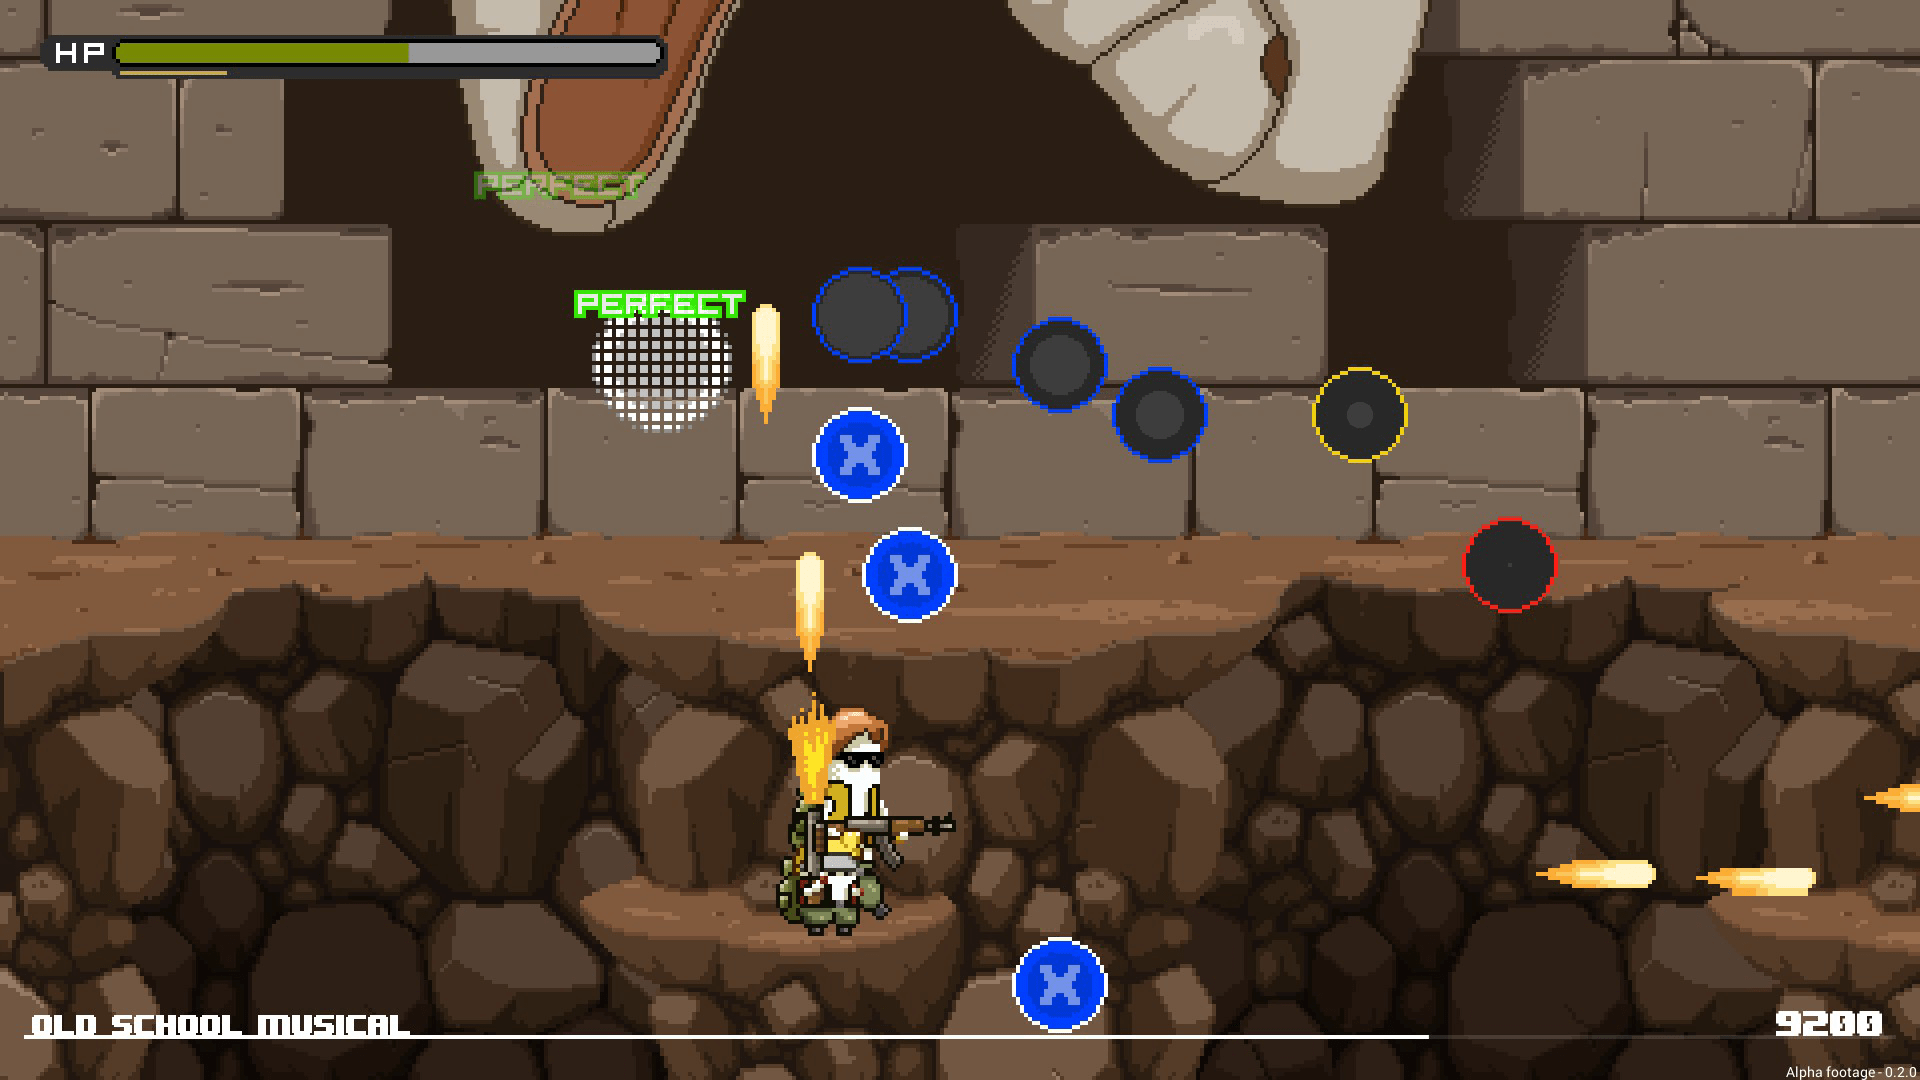 HP
PERFECT
PERFECT
X
X
X
OLD SCHOOL MUSICAL
9200
Alpha footage - 0.2.0